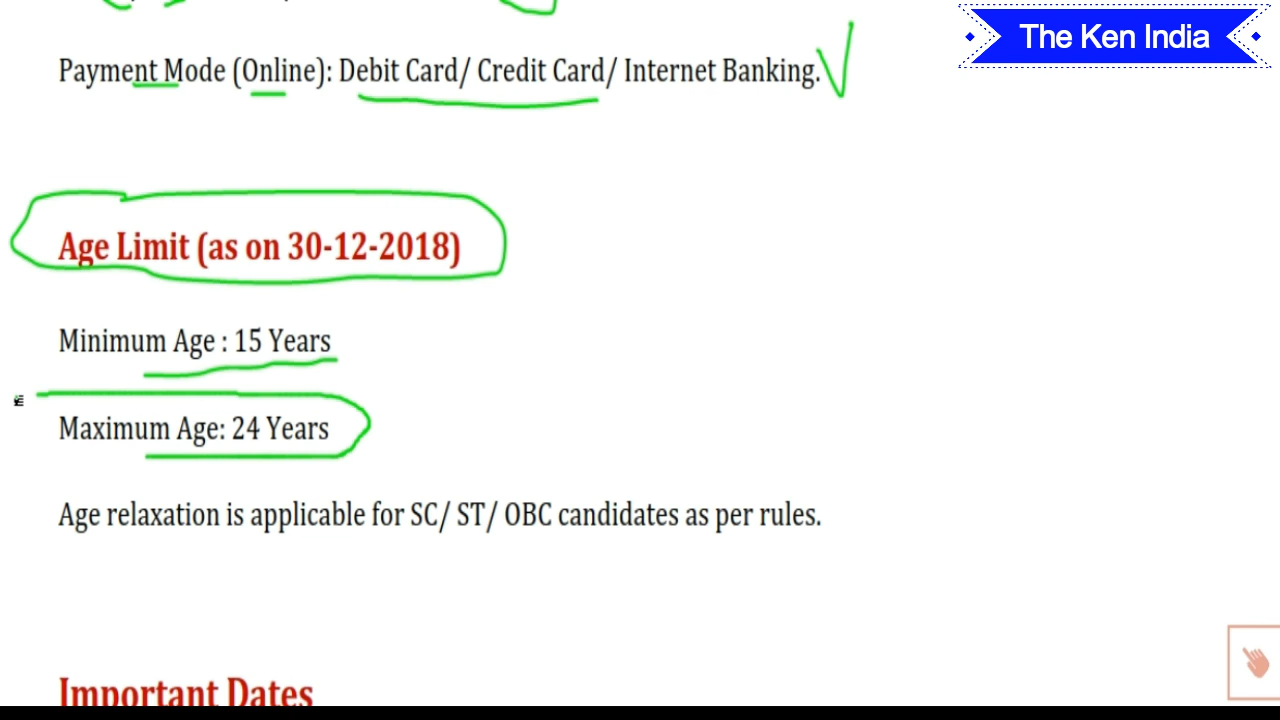 The Ken India
Payment Mode (Online): Debit Card/ Credit Card/ Internet Banking.
Age Limit (as on 30-12-2018)
Minimum Age : 15 Years
Maximum Age: 24 Years
Age relaxation is applicable for SC/ ST/ OBC candidates as per rules.
Important Dates